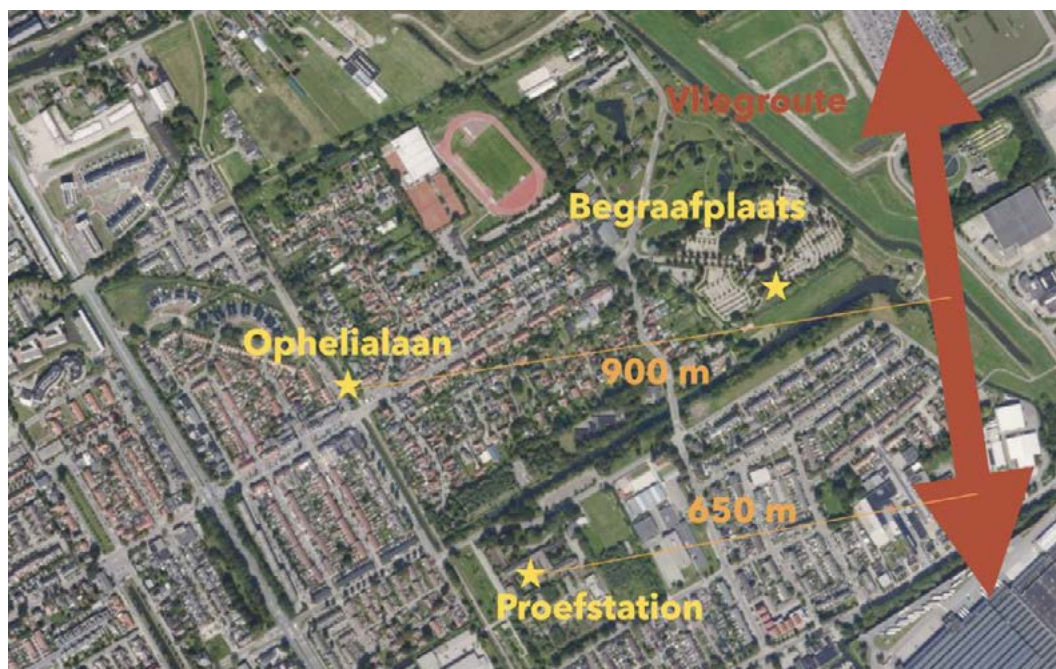 Vliegroute
Begraafplaats
Ophelialaan
900 m
650 m
Proefstation